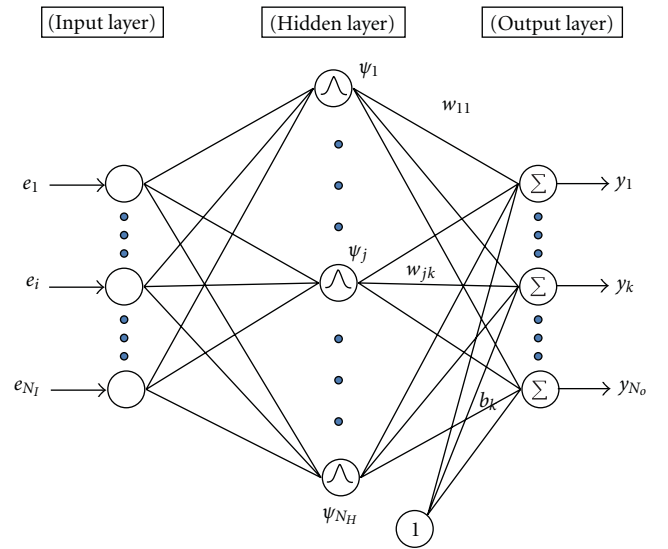 (Input layer)
(Hidden layer)
(Output layer)
ψ1
w11
e1
Σ
y1
ψj
ei
wjk
Σ
yk
eNI
bk
Σ
yNo
ψNH
1